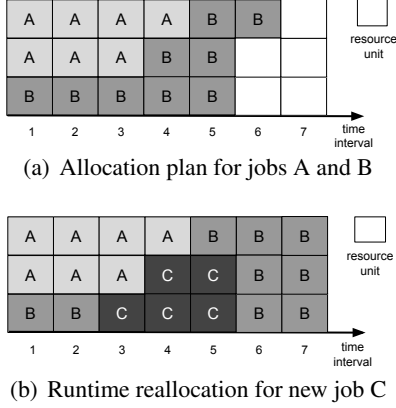 A A A A B B
A A A B B
B B B B B
resource
unit
1 2 3 4 5 6 7 time
interval
(a) Allocation plan for jobs A and B
A A A A B B B
A A A C C B B
B B C C C B B
resource
unit
1 2 3 4 5 6 7 time
interval
(b) Runtime reallocation for new job C